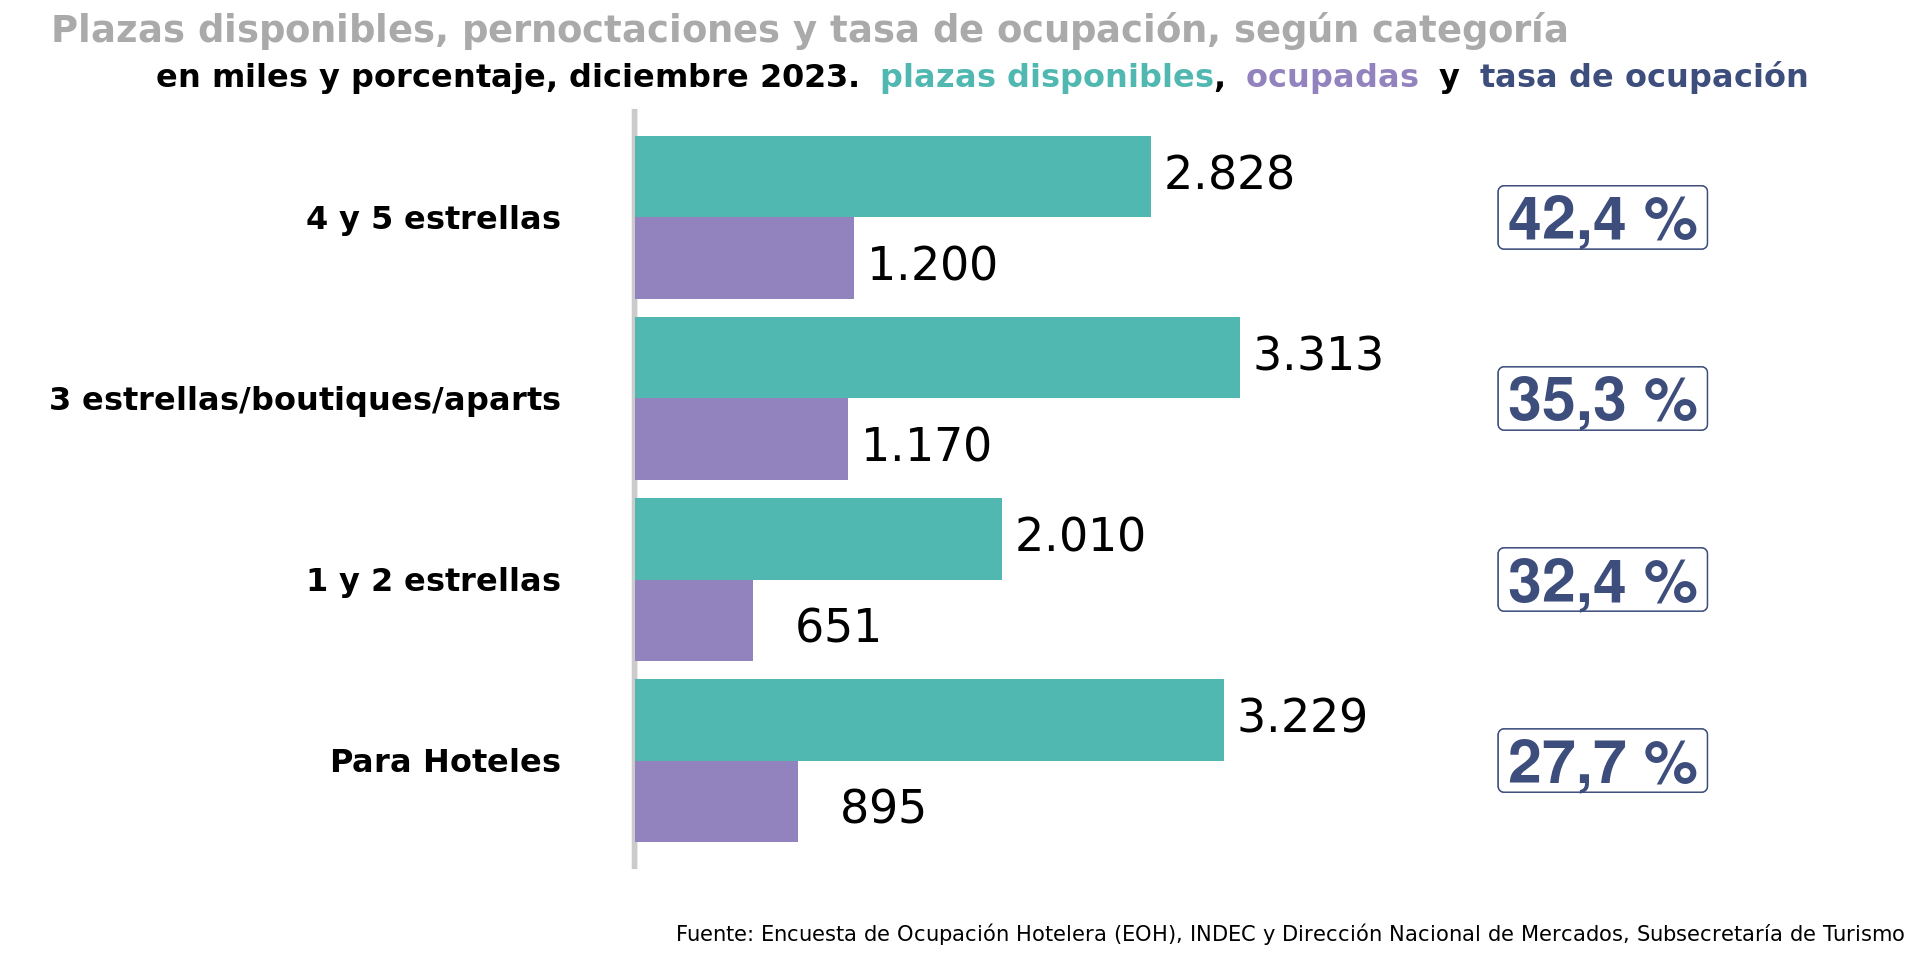 Plazas disponibles, pernoctaciones y tasa de ocupación, según categoría
en miles y porcentaje, diciembre 2023. plazas disponibles, ocupadas y tasa de ocupación
4 y 5 estrellas
2.828
1.200
42,4 %
3 estrellas/boutiques/aparts
3.313
1.170
35,3 %
1 y 2 estrellas
2.010
651
32,4 %
Para Hoteles
3.229
895
27,7 %
Fuente: Encuesta de Ocupación Hotelera (EOH), INDEC y Dirección Nacional de Mercados, Subsecretaría de Turismo